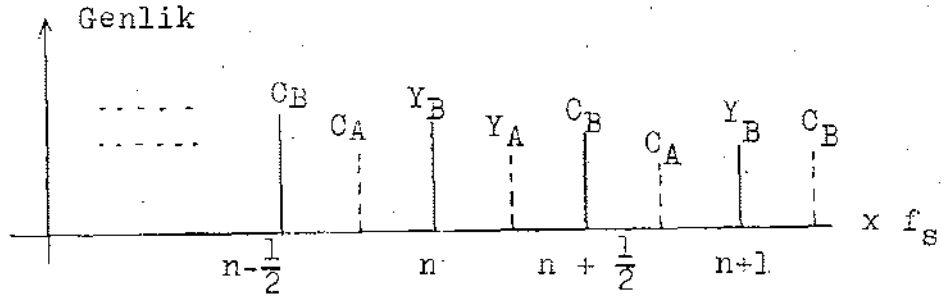 Genlik
C_B C_A Y_B Y_A C_B C_A Y_B C_B
x f_s
n-1/2 n n + 1/2 n+1